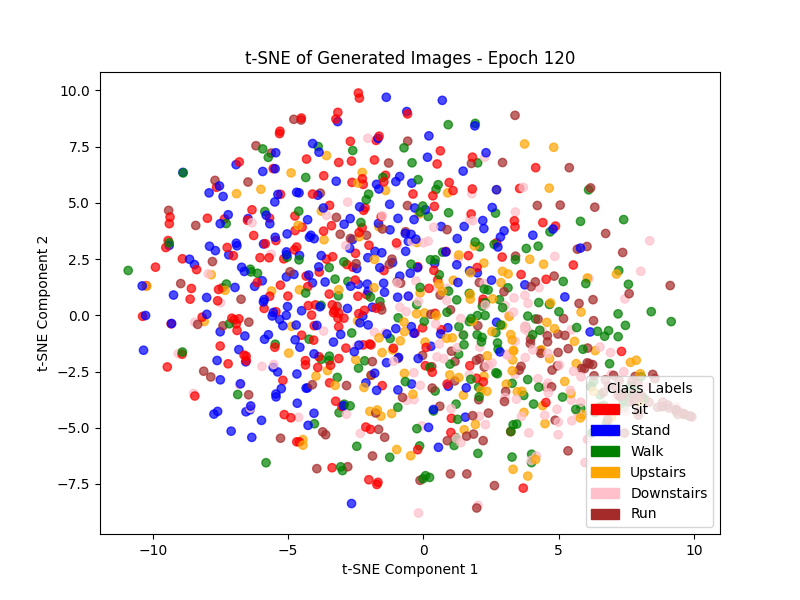 t-SNE of Generated Images - Epoch 120
t-SNE Component 2
10.0
7.5
5.0
2.5
0.0
−2.5
−5.0
−7.5
Class Labels
Sit
Stand
Walk
Upstairs
Downstairs
Run
−10
−5
0
5
10
t-SNE Component 1